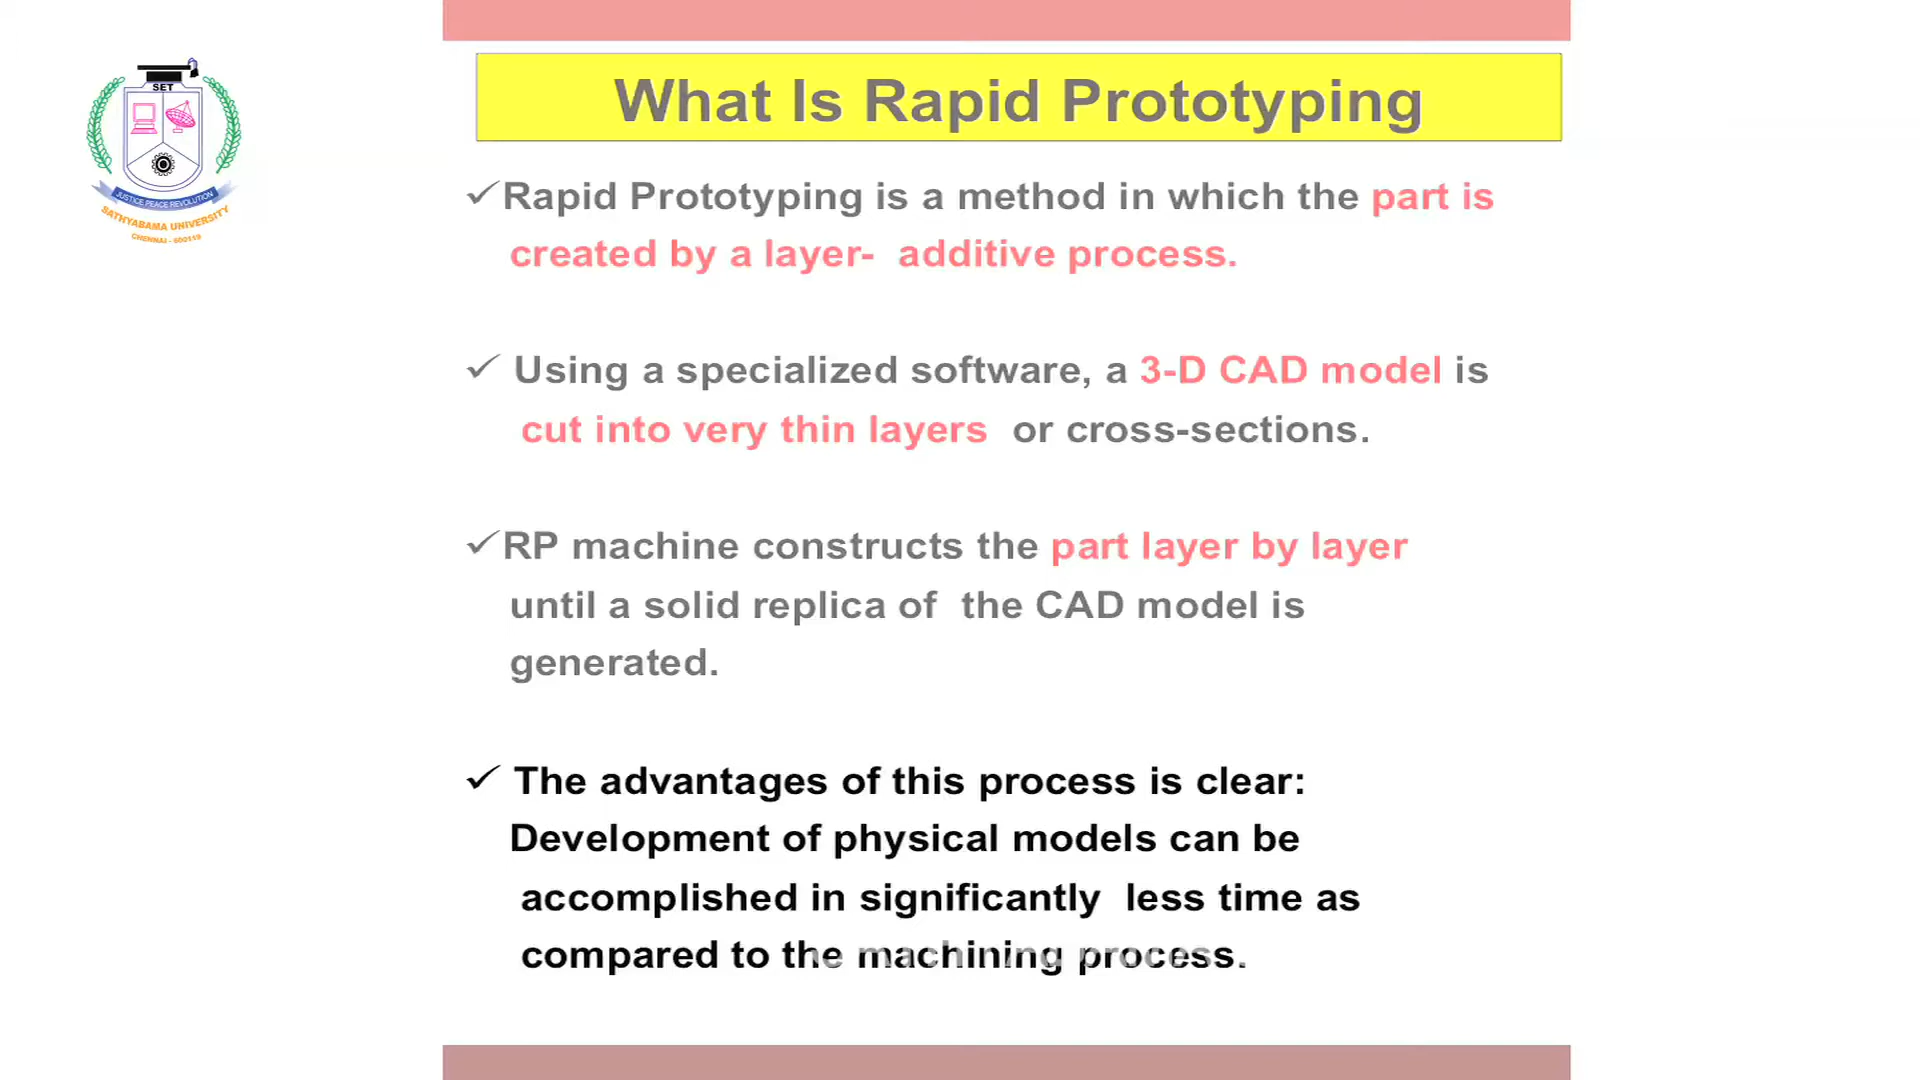 SET
JUSTICE PEACE REVOLUTION
SATHYABAMA UNIVERSITY
CHENNAI - 600119
What Is Rapid Prototyping
✓Rapid Prototyping is a method in which the part is
created by a layer-  additive process.
✓ Using a specialized software, a 3-D CAD model is
cut into very thin layers  or cross-sections.
✓RP machine constructs the part layer by layer
until a solid replica of  the CAD model is
generated.
✓ The advantages of this process is clear:
Development of physical models can be
accomplished in significantly  less time as
compared to the machining process.